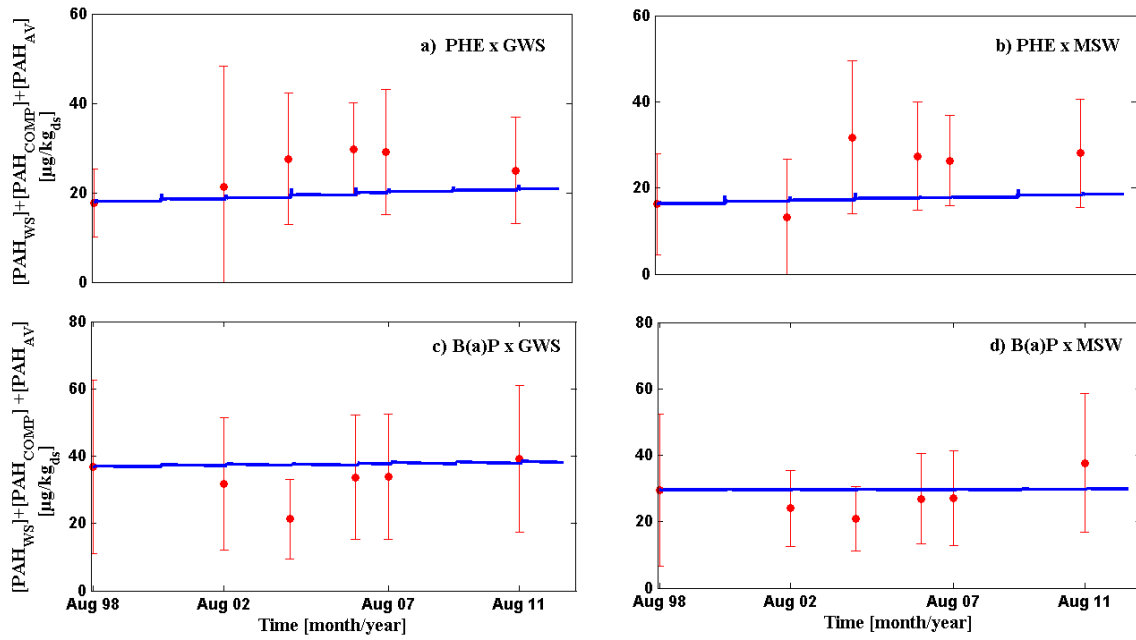 [PAH_WS]+[PAH_COMP]+[PAH_AV]
[µg/kg_ds]
60
40
20
0
a) PHE x GWS
60
40
20
0
b) PHE x MSW
[PAH_WS]+[PAH_COMP] +[PAH_AV]
[µg/kg_ds]
80
60
40
20
0
c) B(a)P x GWS
Aug 98 Aug 02 Aug 07 Aug 11
Time [month/year]
80
60
40
20
0
d) B(a)P x MSW
Aug 98 Aug 02 Aug 07 Aug 11
Time [month/year]